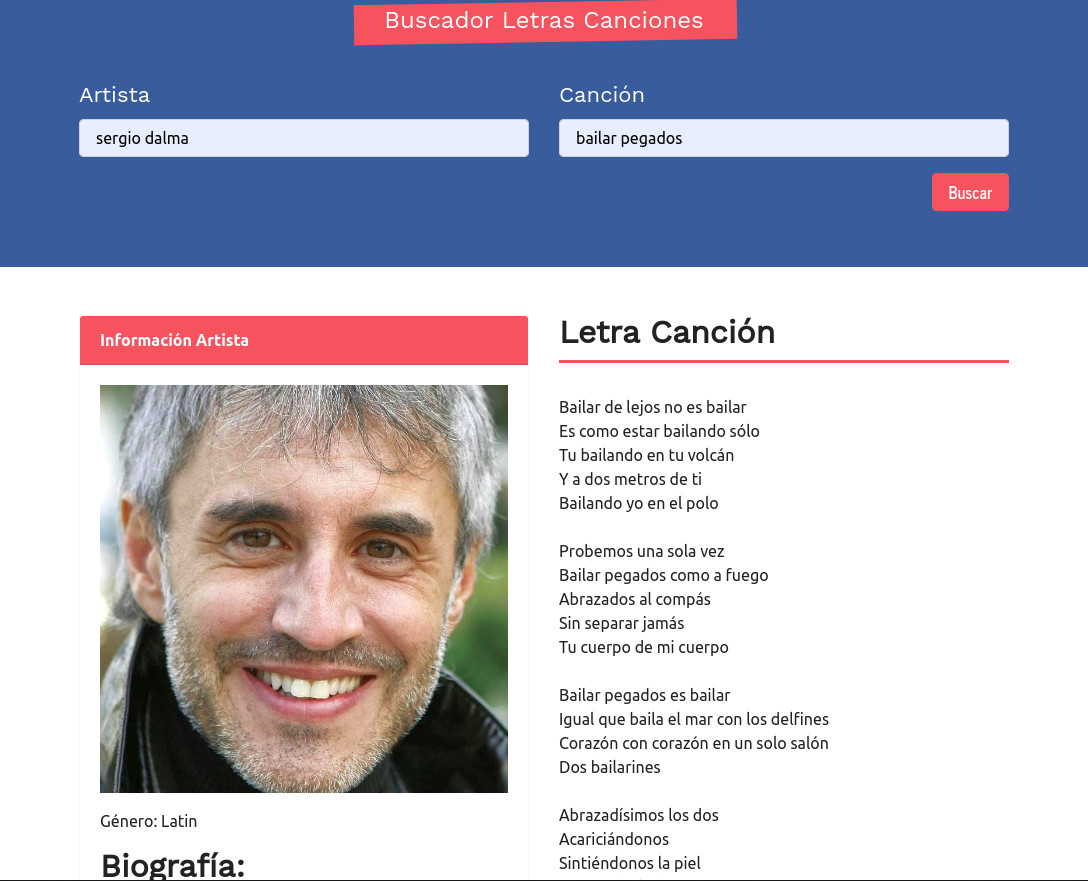 Buscador Letras Canciones
Artista
sergio dalma
Canción
bailar pegados
Buscar
Información Artista
Género: Latin
Biografía:
Letra Canción
Bailar de lejos no es bailar
Es como estar bailando sólo
Tu bailando en tu volcán
Y a dos metros de ti
Bailando yo en el polo
Probemos una sola vez
Bailar pegados como a fuego
Abrazados al compás
Sin separar jamás
Tu cuerpo de mi cuerpo
Bailar pegados es bailar
Igual que baila el mar con los delfines
Corazón con corazón en un solo salón
Dos bailarines
Abrazadísimos los dos
Acariciándonos
Sintiéndonos la piel